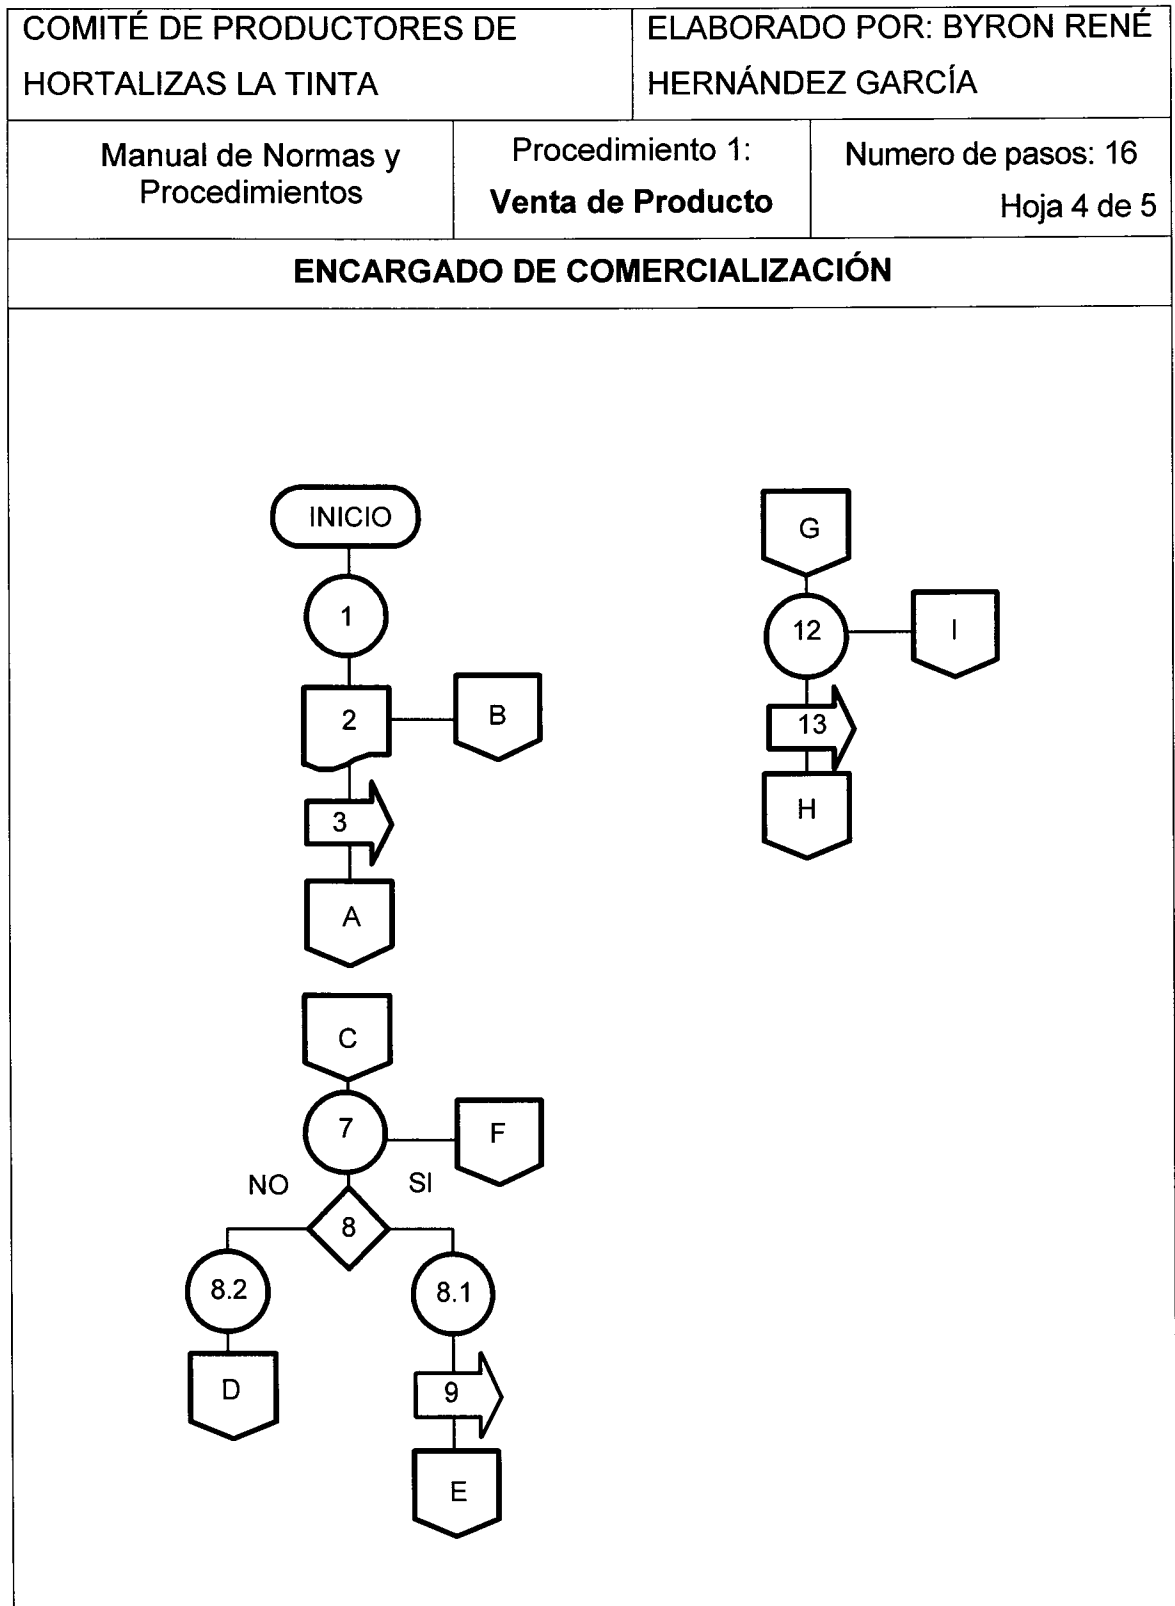 COMITÉ DE PRODUCTORES DE
HORTALIZAS LA TINTA
ELABORADO POR: BYRON RENÉ
HERNÁNDEZ GARCÍA
Manual de Normas y
Procedimientos
Procedimiento 1:
Venta de Producto
Numero de pasos: 16
Hoja 4 de 5
ENCARGADO DE COMERCIALIZACIÓN
INICIO
1
2
B
3
A
C
7
F
NO
SI
8
8.2
8.1
D
9
E
G
12
I
13
H